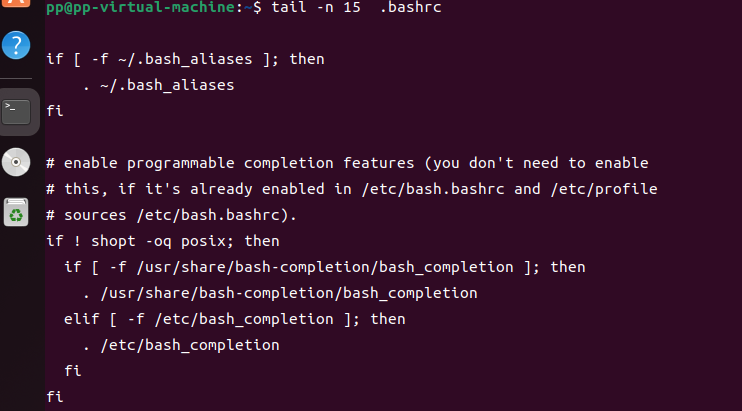 pp@pp-virtual-machine:~$ tail -n 15  .bashrc

if [ -f ~/.bash_aliases ]; then
    . ~/.bash_aliases
fi

# enable programmable completion features (you don't need to enable
# this, if it's already enabled in /etc/bash.bashrc and /etc/profile
# sources /etc/bash.bashrc).
if ! shopt -oq posix; then
  if [ -f /usr/share/bash-completion/bash_completion ]; then
    . /usr/share/bash-completion/bash_completion
  elif [ -f /etc/bash_completion ]; then
    . /etc/bash_completion
  fi
fi